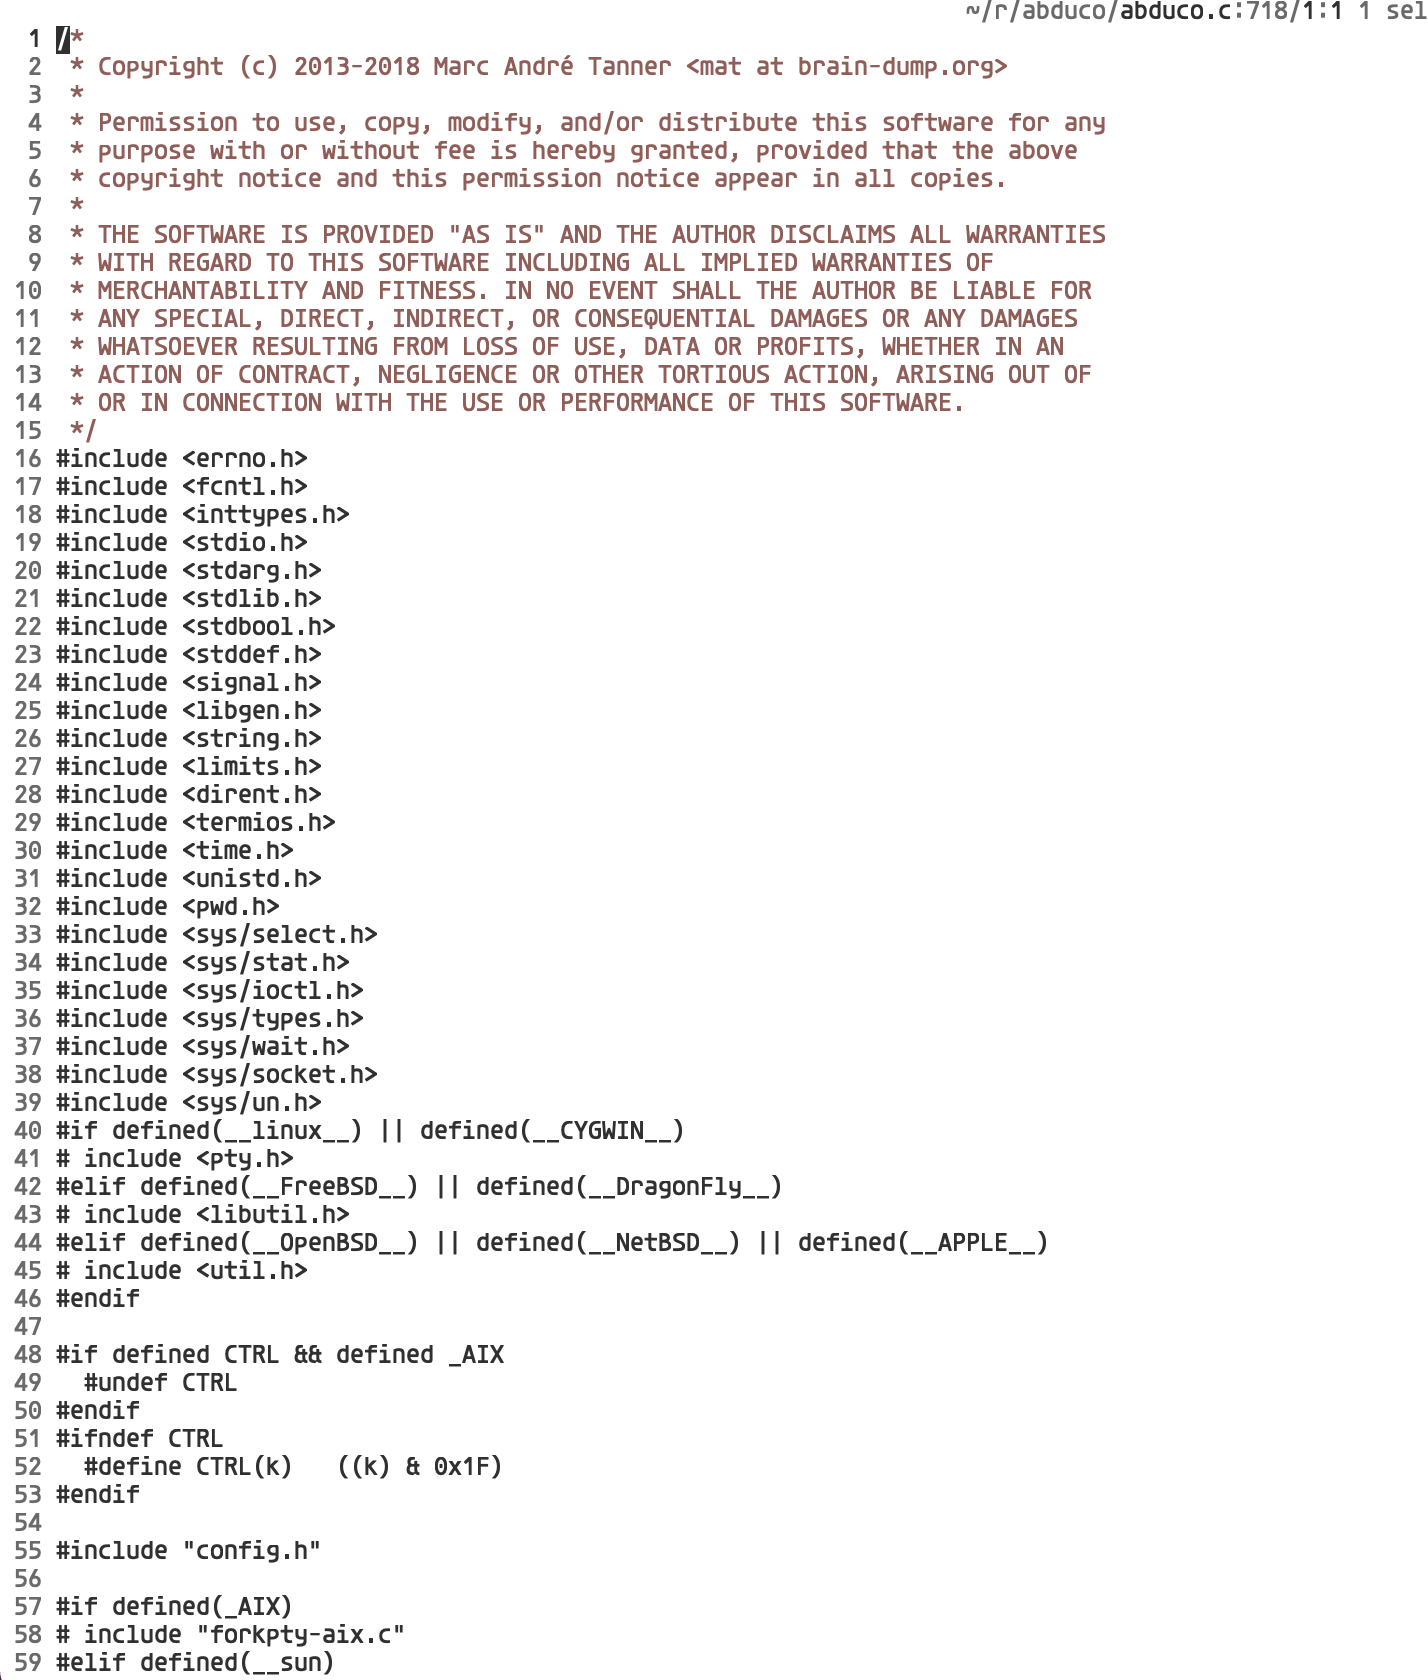 ~/r/abduco/abduco.c:718/1:1 1 sel
1 /*
2  * Copyright (c) 2013-2018 Marc André Tanner <mat at brain-dump.org>
3  *
4  * Permission to use, copy, modify, and/or distribute this software for any
5  * purpose with or without fee is hereby granted, provided that the above
6  * copyright notice and this permission notice appear in all copies.
7  *
8  * THE SOFTWARE IS PROVIDED "AS IS" AND THE AUTHOR DISCLAIMS ALL WARRANTIES
9  * WITH REGARD TO THIS SOFTWARE INCLUDING ALL IMPLIED WARRANTIES OF
10  * MERCHANTABILITY AND FITNESS. IN NO EVENT SHALL THE AUTHOR BE LIABLE FOR
11  * ANY SPECIAL, DIRECT, INDIRECT, OR CONSEQUENTIAL DAMAGES OR ANY DAMAGES
12  * WHATSOEVER RESULTING FROM LOSS OF USE, DATA OR PROFITS, WHETHER IN AN
13  * ACTION OF CONTRACT, NEGLIGENCE OR OTHER TORTIOUS ACTION, ARISING OUT OF
14  * OR IN CONNECTION WITH THE USE OR PERFORMANCE OF THIS SOFTWARE.
15  */
16 #include <errno.h>
17 #include <fcntl.h>
18 #include <inttypes.h>
19 #include <stdio.h>
20 #include <stdarg.h>
21 #include <stdlib.h>
22 #include <stdbool.h>
23 #include <stddef.h>
24 #include <signal.h>
25 #include <libgen.h>
26 #include <string.h>
27 #include <limits.h>
28 #include <dirent.h>
29 #include <termios.h>
30 #include <time.h>
31 #include <unistd.h>
32 #include <pwd.h>
33 #include <sys/select.h>
34 #include <sys/stat.h>
35 #include <sys/ioctl.h>
36 #include <sys/types.h>
37 #include <sys/wait.h>
38 #include <sys/socket.h>
39 #include <sys/un.h>
40 #if defined(__linux__) || defined(__CYGWIN__)
41 # include <pty.h>
42 #elif defined(__FreeBSD__) || defined(__DragonFly__)
43 # include <libutil.h>
44 #elif defined(__OpenBSD__) || defined(__NetBSD__) || defined(__APPLE__)
45 # include <util.h>
46 #endif
47
48 #if defined CTRL && defined _AIX
49   #undef CTRL
50 #endif
51 #ifndef CTRL
52   #define CTRL(k)   ((k) & 0x1F)
53 #endif
54
55 #include "config.h"
56
57 #if defined(_AIX)
58 # include "forkpty-aix.c"
59 #elif defined(__sun)